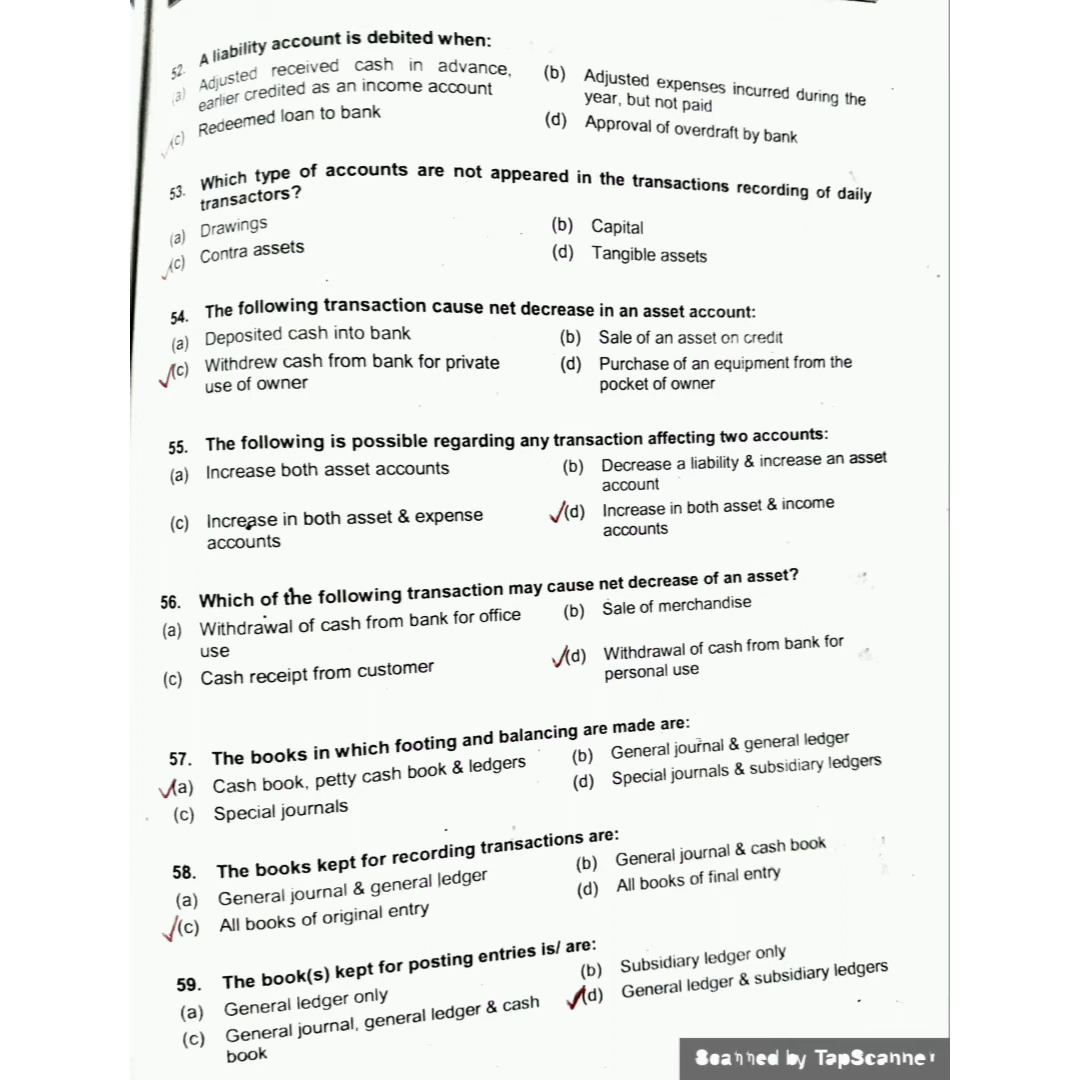 52. A liability account is debited when:
(a) Adjusted received cash in advance, earlier credited as an income account
(b) Adjusted expenses incurred during the year, but not paid
(c) Redeemed loan to bank
(d) Approval of overdraft by bank
53. Which type of accounts are not appeared in the transactions recording of daily transactors?
(a) Drawings
(b) Capital
(c) Contra assets
(d) Tangible assets
54. The following transaction cause net decrease in an asset account:
(a) Deposited cash into bank
(b) Sale of an asset on credit
(c) Withdrew cash from bank for private use of owner
(d) Purchase of an equipment from the pocket of owner
55. The following is possible regarding any transaction affecting two accounts:
(a) Increase both asset accounts
(b) Decrease a liability & increase an asset account
(c) Increase in both asset & expense accounts
(d) Increase in both asset & income accounts
56. Which of the following transaction may cause net decrease of an asset?
(a) Withdrawal of cash from bank for office use
(b) Sale of merchandise
(c) Cash receipt from customer
(d) Withdrawal of cash from bank for personal use
57. The books in which footing and balancing are made are:
(a) Cash book, petty cash book & ledgers
(b) General journal & general ledger
(c) Special journals
(d) Special journals & subsidiary ledgers
58. The books kept for recording transactions are:
(a) General journal & general ledger
(b) General journal & cash book
(c) All books of original entry
(d) All books of final entry
59. The book(s) kept for posting entries is/ are:
(a) General ledger only
(b) Subsidiary ledger only
(c) General journal, general ledger & cash book
(d) General ledger & subsidiary ledgers
Scanned by TapScanner